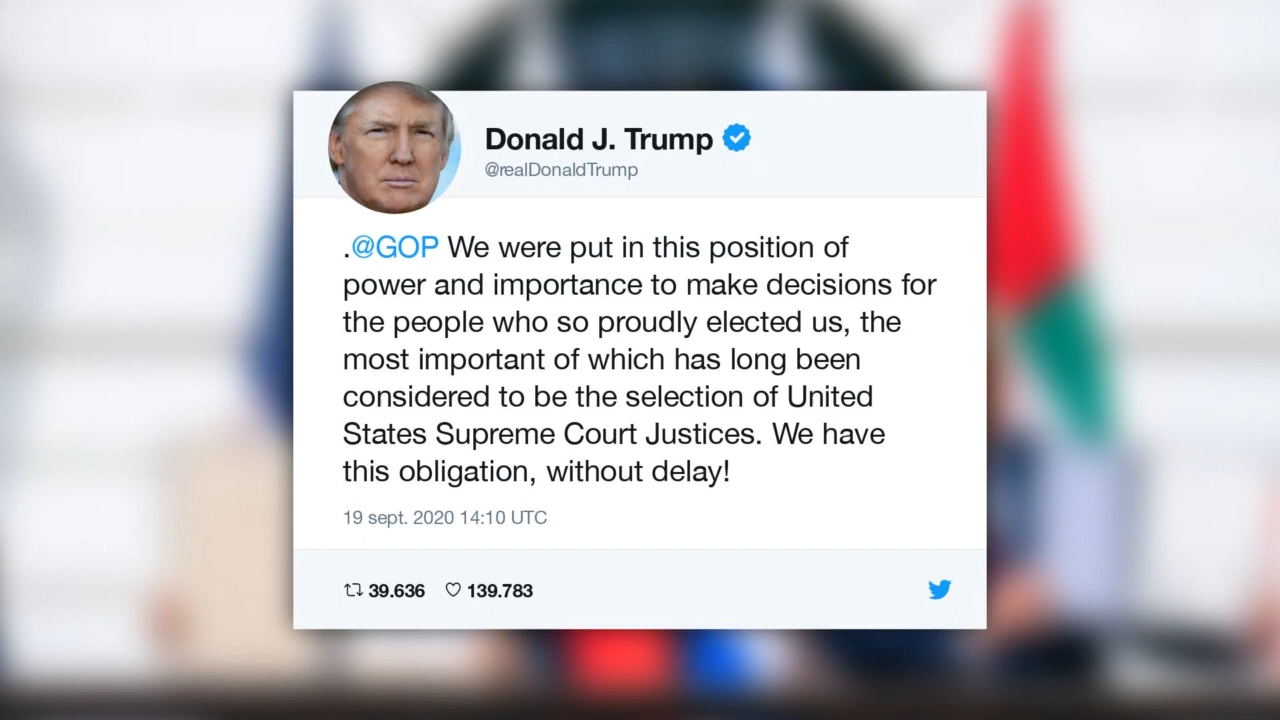 Donald J. Trump
@realDonaldTrump
.@GOP We were put in this position of
power and importance to make decisions for
the people who so proudly elected us, the
most important of which has long been
considered to be the selection of United
States Supreme Court Justices. We have
this obligation, without delay!
19 sept. 2020 14:10 UTC
39.636 139.783